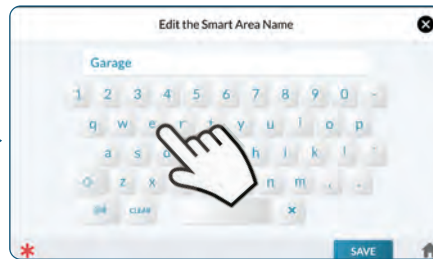 Edit the Smart Area Name
Garage
1 2 3 4 5 6 7 8 9 0 -
q w e r t y u i o p
a s d h j k l
z x n m , .
CLEAR
SAVE